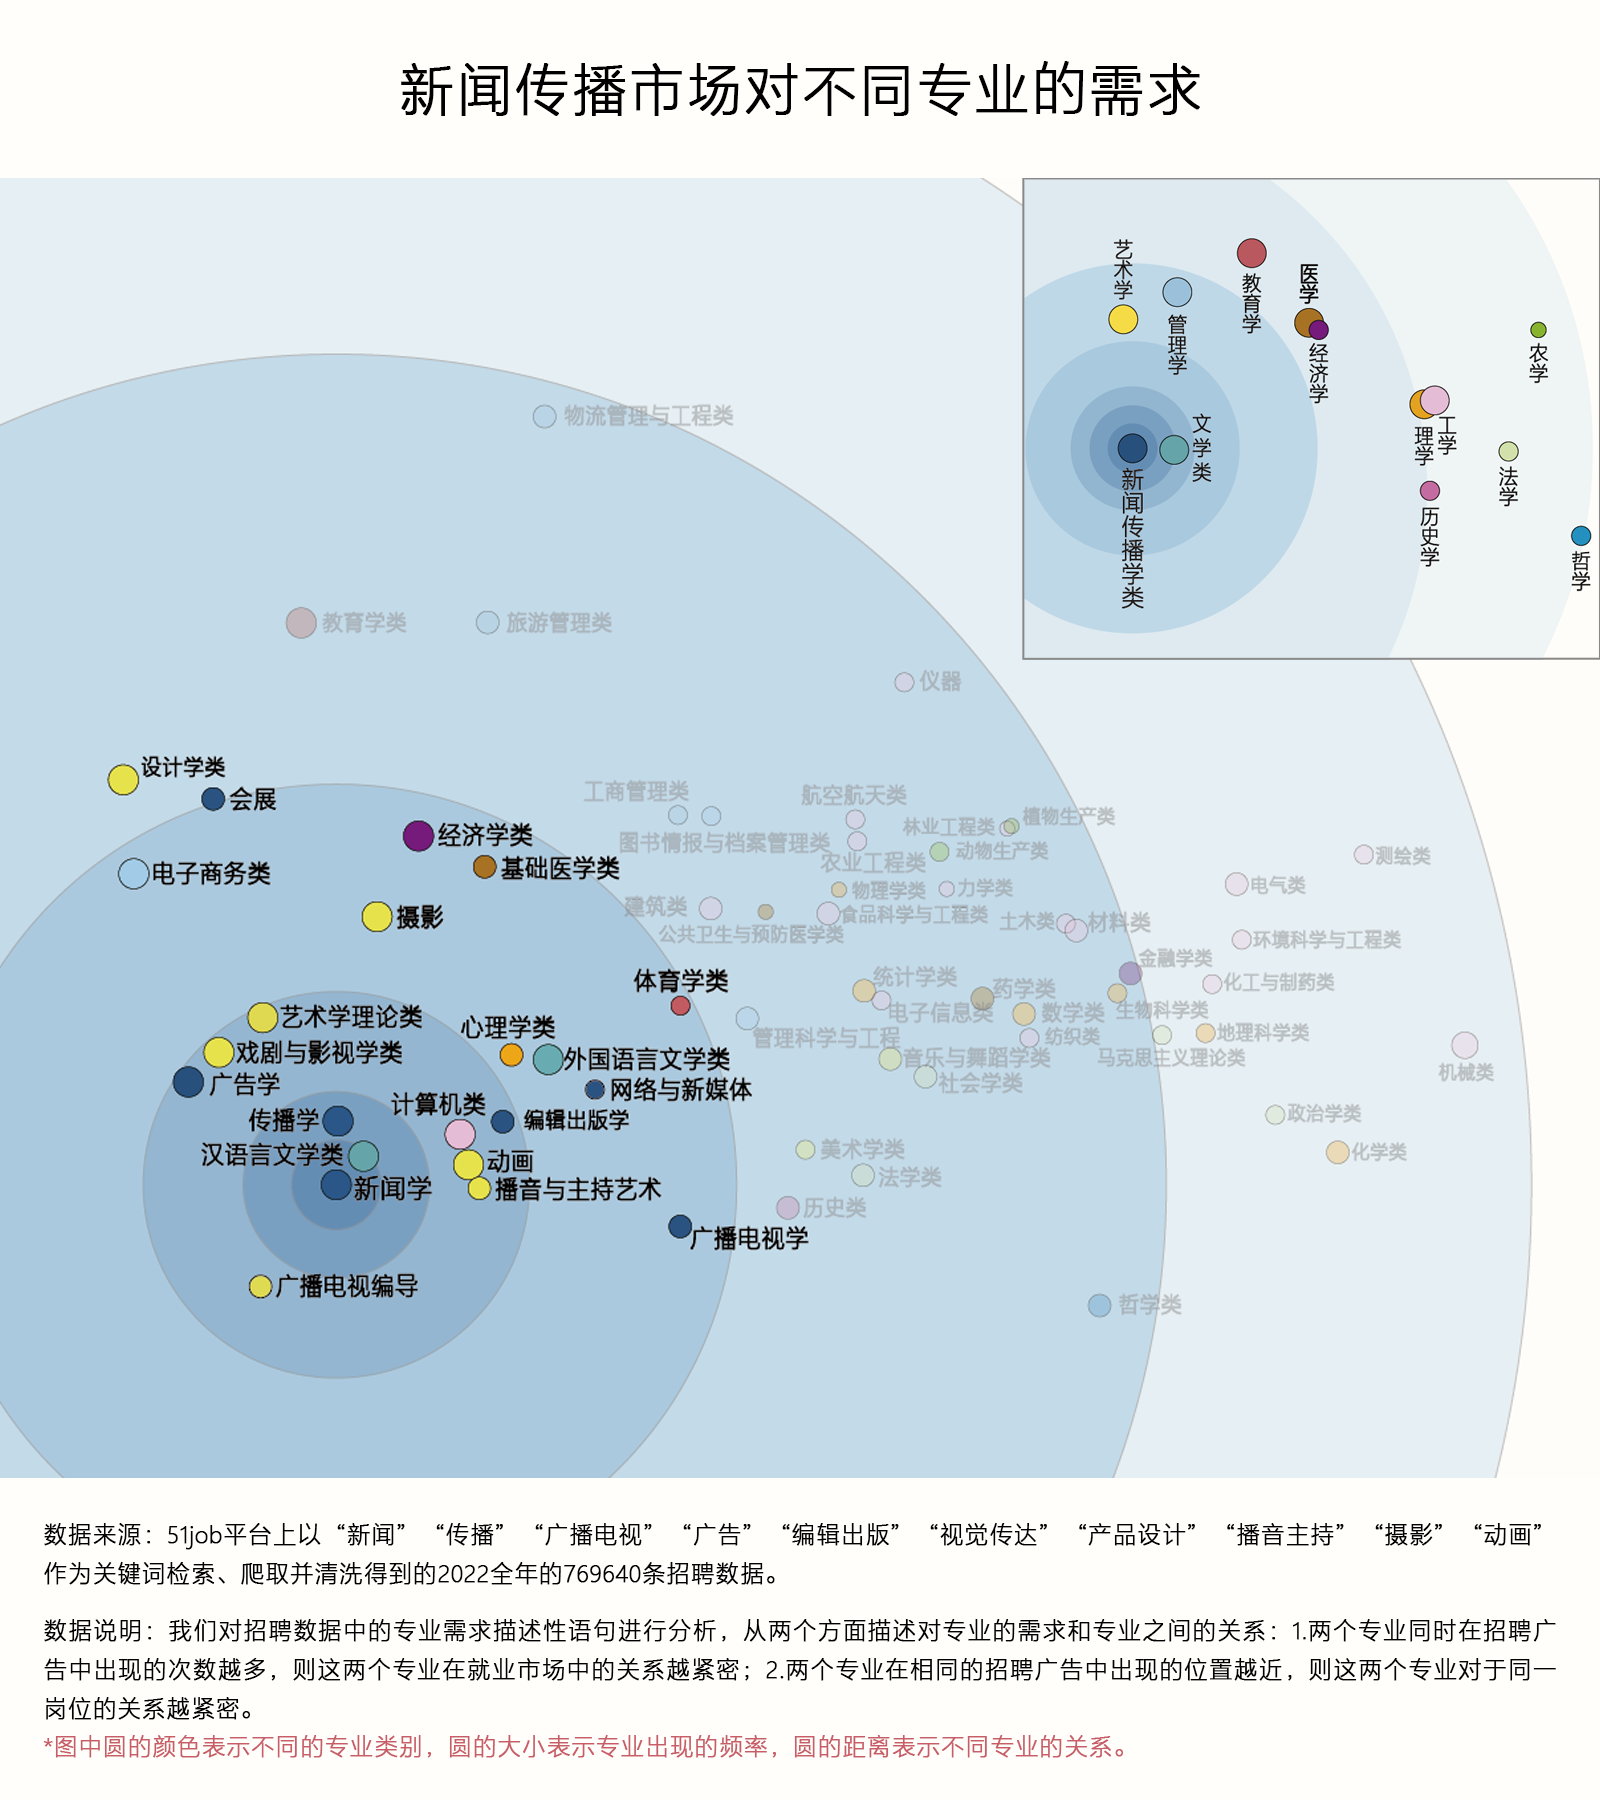 新闻传播市场对不同专业的需求
艺术学
管理学
教育学
医学
经济学
农学
文学类
理学
工学
法学
历史学
哲学
新闻传播学类
物流管理与工程类
教育学类
旅游管理类
仪器
设计学类
会展
工商管理类
图书情报与档案管理类
航空航天类
林业工程类
植物生产类
动物生产类
农业工程类
经济学类
基础医学类
电子商务类
摄影
建筑类
公共卫生与预防医学类
物理学类
力学类
食品科学与工程类
土木类
材料类
测绘类
电气类
环境科学与工程类
金融学类
化工与制药类
体育学类
统计学类
药学类
电子信息类
数学类
生物科学类
艺术学理论类
心理学类
管理科学与工程
纺织类
地理科学类
马克思主义理论类
戏剧与影视学类
外国语言文学类
音乐与舞蹈学类
机械类
广告学
网络与新媒体
社会学类
计算机类
传播学
编辑出版学
政治学类
汉语言文学类
动画
美术学类
化学类
新闻学
播音与主持艺术
法学类
历史类
广播电视学
广播电视编导
哲学类
数据来源：51job平台上以“新闻”“传播”“广播电视”“广告”“编辑出版”“视觉传达”“产品设计”“播音主持”“摄影”“动画”
作为关键词检索、爬取并清洗得到的2022全年的769640条招聘数据。
数据说明：我们对招聘数据中的专业需求描述性语句进行分析，从两个方面描述对专业的需求和专业之间的关系：1.两个专业同时在招聘广
告中出现的次数越多，则这两个专业在就业市场中的关系越紧密；2.两个专业在相同的招聘广告中出现的位置越近，则这两个专业对于同一
岗位的关系越紧密。
*图中圆的颜色表示不同的专业类别，圆的大小表示专业出现的频率，圆的距离表示不同专业的关系。